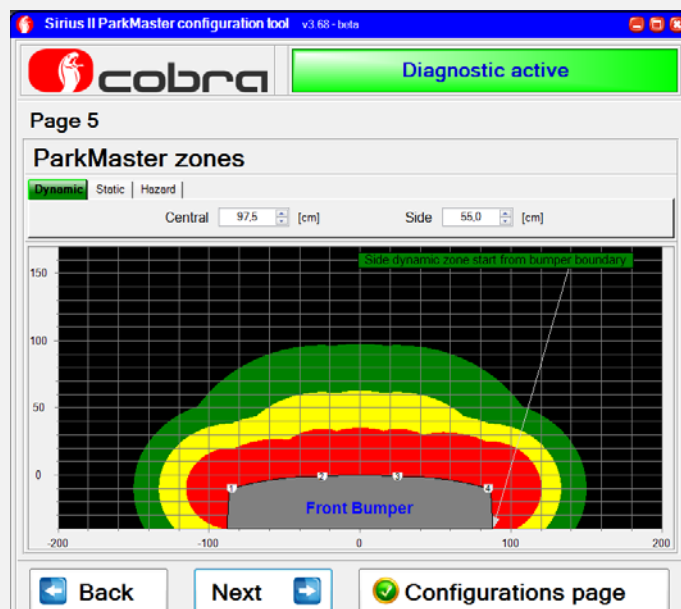 Sirius II ParkMaster configuration tool v3.68 - beta
cobra
Diagnostic active
Page 5
ParkMaster zones
Dynamic Static Hazard
Central 97,5 [cm] Side 55,0 [cm]
Side dynamic zone start from bumper boundary
150
100
50
0
1 2 3 4
Front Bumper
-200 -100 0 100 200
Back Next Configurations page